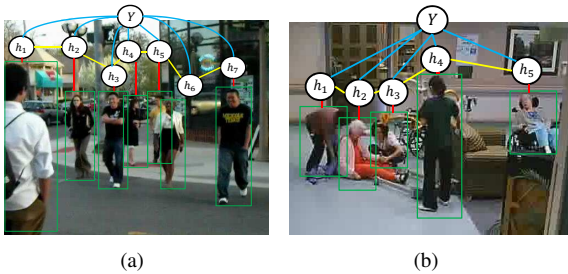 Y
h₁ h₂ h₃ h₄ h₅ h₆ h₇
Y
h₁ h₂ h₃ h₄ h₅
(a) (b)